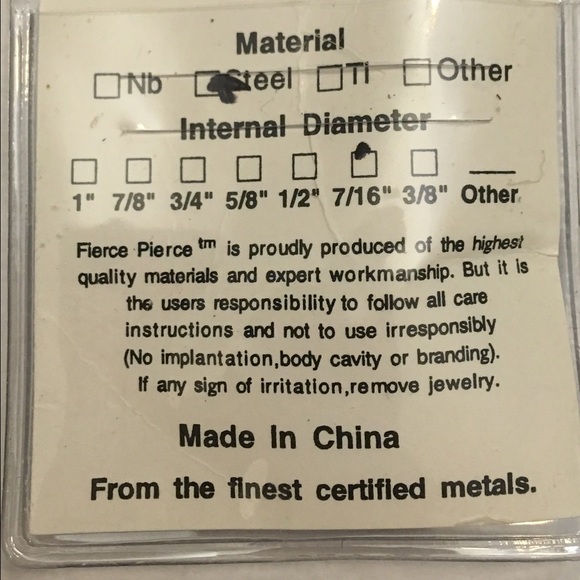 Material
□Nb □Steel □Ti □Other
Internal Diameter
□ □ □ □ □ □ □ ___
1" 7/8" 3/4" 5/8" 1/2" 7/16" 3/8" Other
Fierce Pierce tm is proudly produced of the highest
quality materials and expert workmanship. But it is
the users responsibility to follow all care
instructions and not to use irresponsibly
(No implantation,body cavity or branding).
If any sign of irritation,remove jewelry.
Made In China
From the finest certified metals.